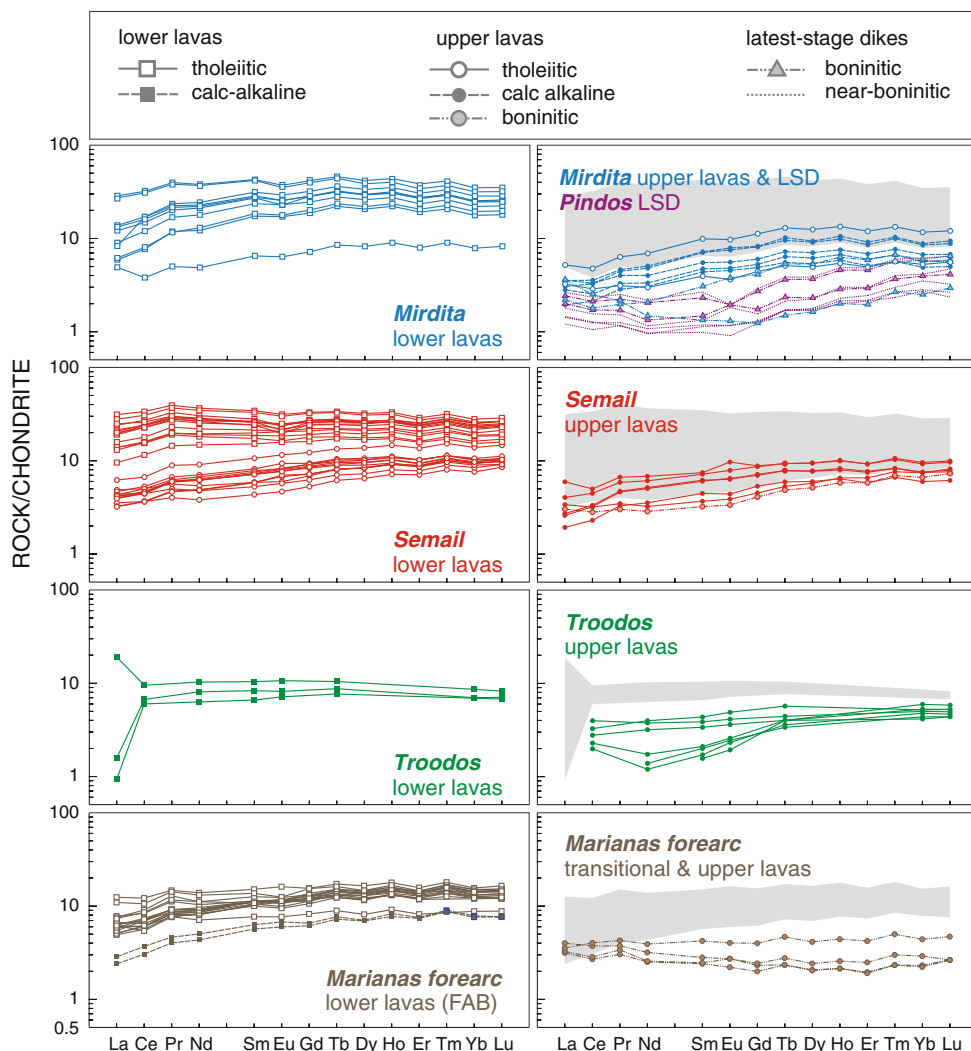 lower lavas
tholeiitic
calc-alkaline
upper lavas
tholeiitic
calc alkaline
boninitic
latest-stage dikes
boninitic
near-boninitic
ROCK/CHONDRITE
100
10
1
Mirdita
lower lavas
Mirdita upper lavas & LSD
Pindos LSD
100
10
1
Semail
lower lavas
Semail
upper lavas
100
10
1
Troodos
lower lavas
Troodos
upper lavas
100
10
1
0.5
Marianas forearc
lower lavas (FAB)
Marianas forearc
transitional & upper lavas
La Ce Pr Nd Sm Eu Gd Tb Dy Ho Er Tm Yb Lu
La Ce Pr Nd Sm Eu Gd Tb Dy Ho Er Tm Yb Lu